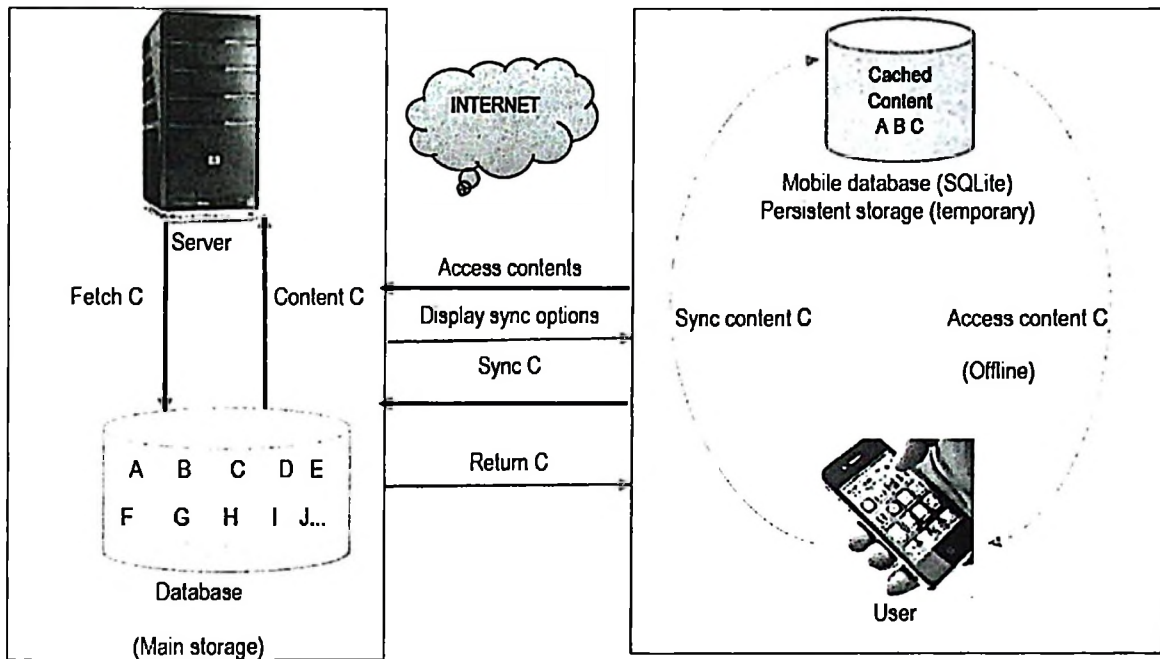 Server
Fetch C
Content C
A B C D E
F G H I J...
Database
(Main storage)
INTERNET
Access contents
Display sync options
Sync C
Return C
Cached
Content
A B C
Mobile database (SQLite)
Persistent storage (temporary)
Sync content C
Access content C
(Offline)
User